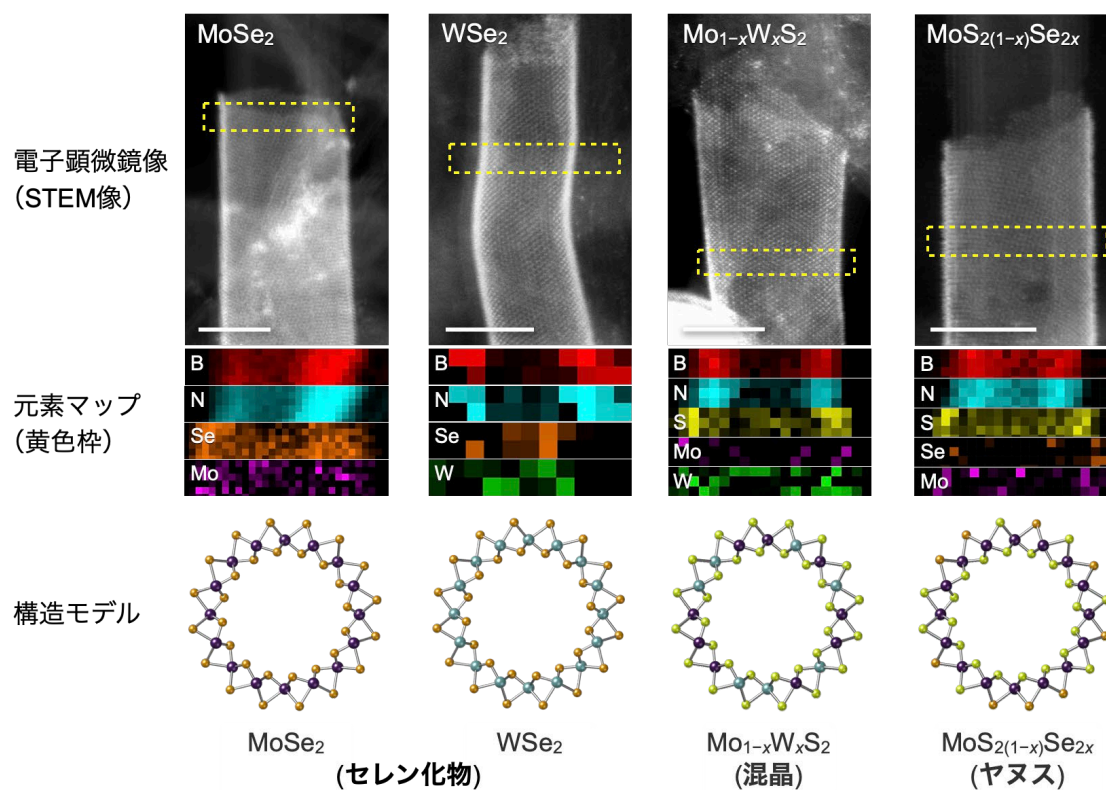 MoSe₂
WSe₂
Mo₁₋ₓWₓS₂
MoS₂₍₁₋ₓ₎Se₂ₓ
電子顕微鏡像
(STEM像)
元素マップ
(黄色枠)
B
N
Se
Mo
B
N
Se
W
B
N
S
Mo
W
B
N
S
Se
Mo
構造モデル
MoSe₂
WSe₂
Mo₁₋ₓWₓS₂
MoS₂₍₁₋ₓ₎Se₂ₓ
(セレン化物)
(混晶)
(ヤヌス)